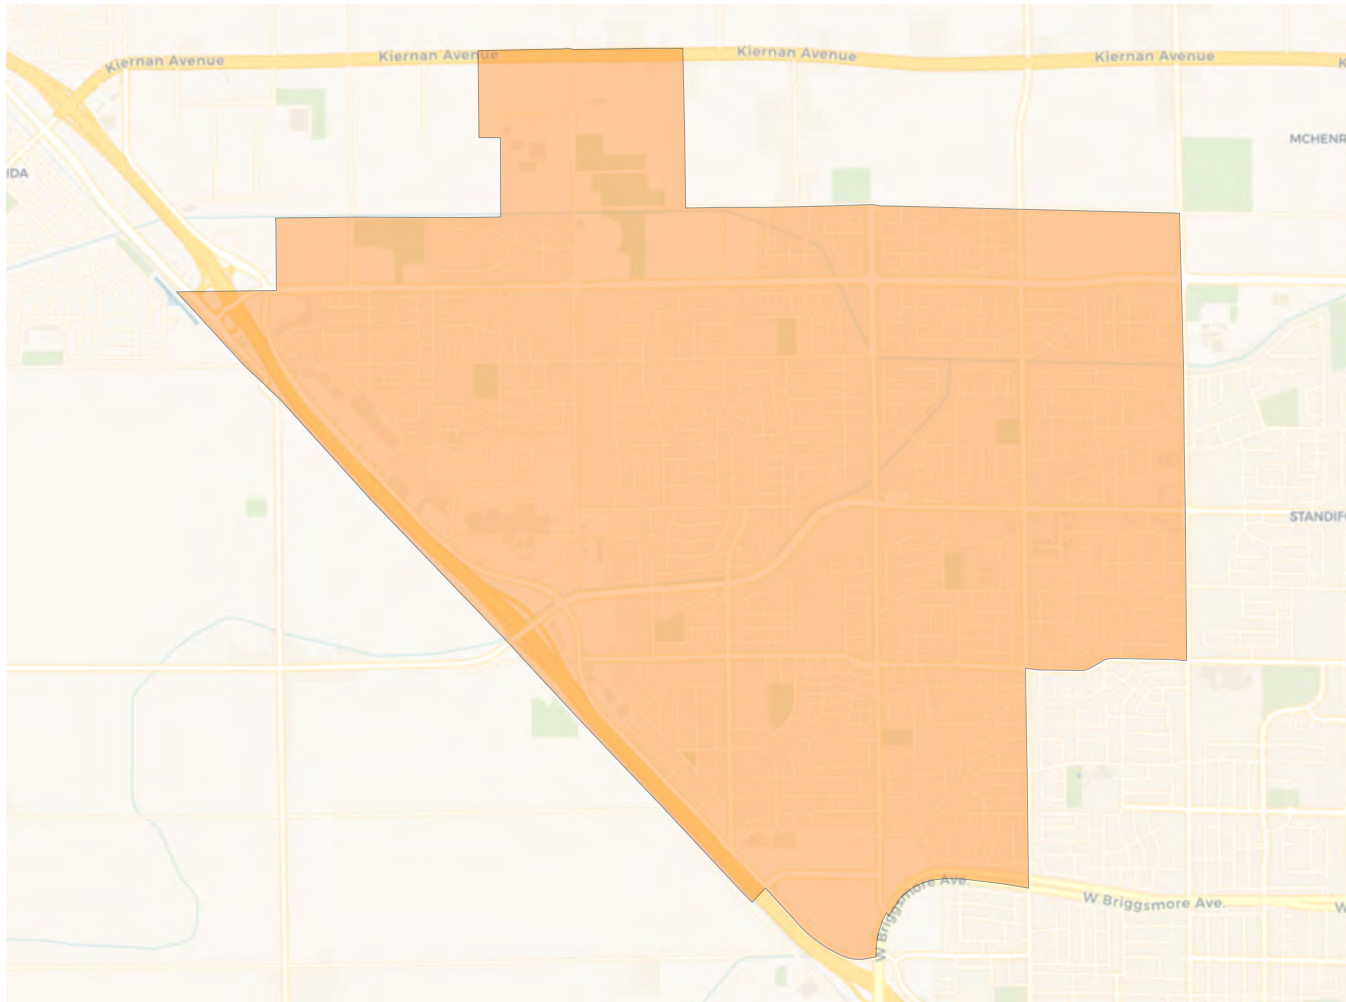 Kiernan Avenue
Kiernan Avenue
Kiernan Avenue
Kiernan Avenue
K
MCHENR
IDA
STANDIF
W Briggsmore Ave.
W Briggsmore Ave.
W